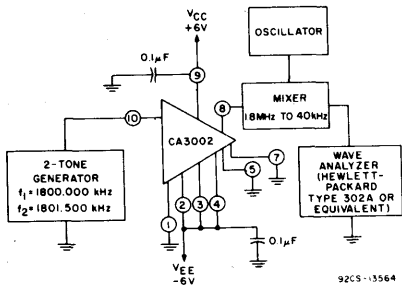 VCC
+6V
OSCILLATOR
0.1µF
9
8
MIXER
1.8MHz TO 40kHz
10
CA3002
2-TONE
GENERATOR
f1=1800.000 kHz
f2=1801.500 kHz
7
5
WAVE
ANALYZER
(HEWLETT-
PACKARD
TYPE 302A OR
EQUIVALENT)
1
2
3
4
0.1µF
VEE
-6V
92CS-13564